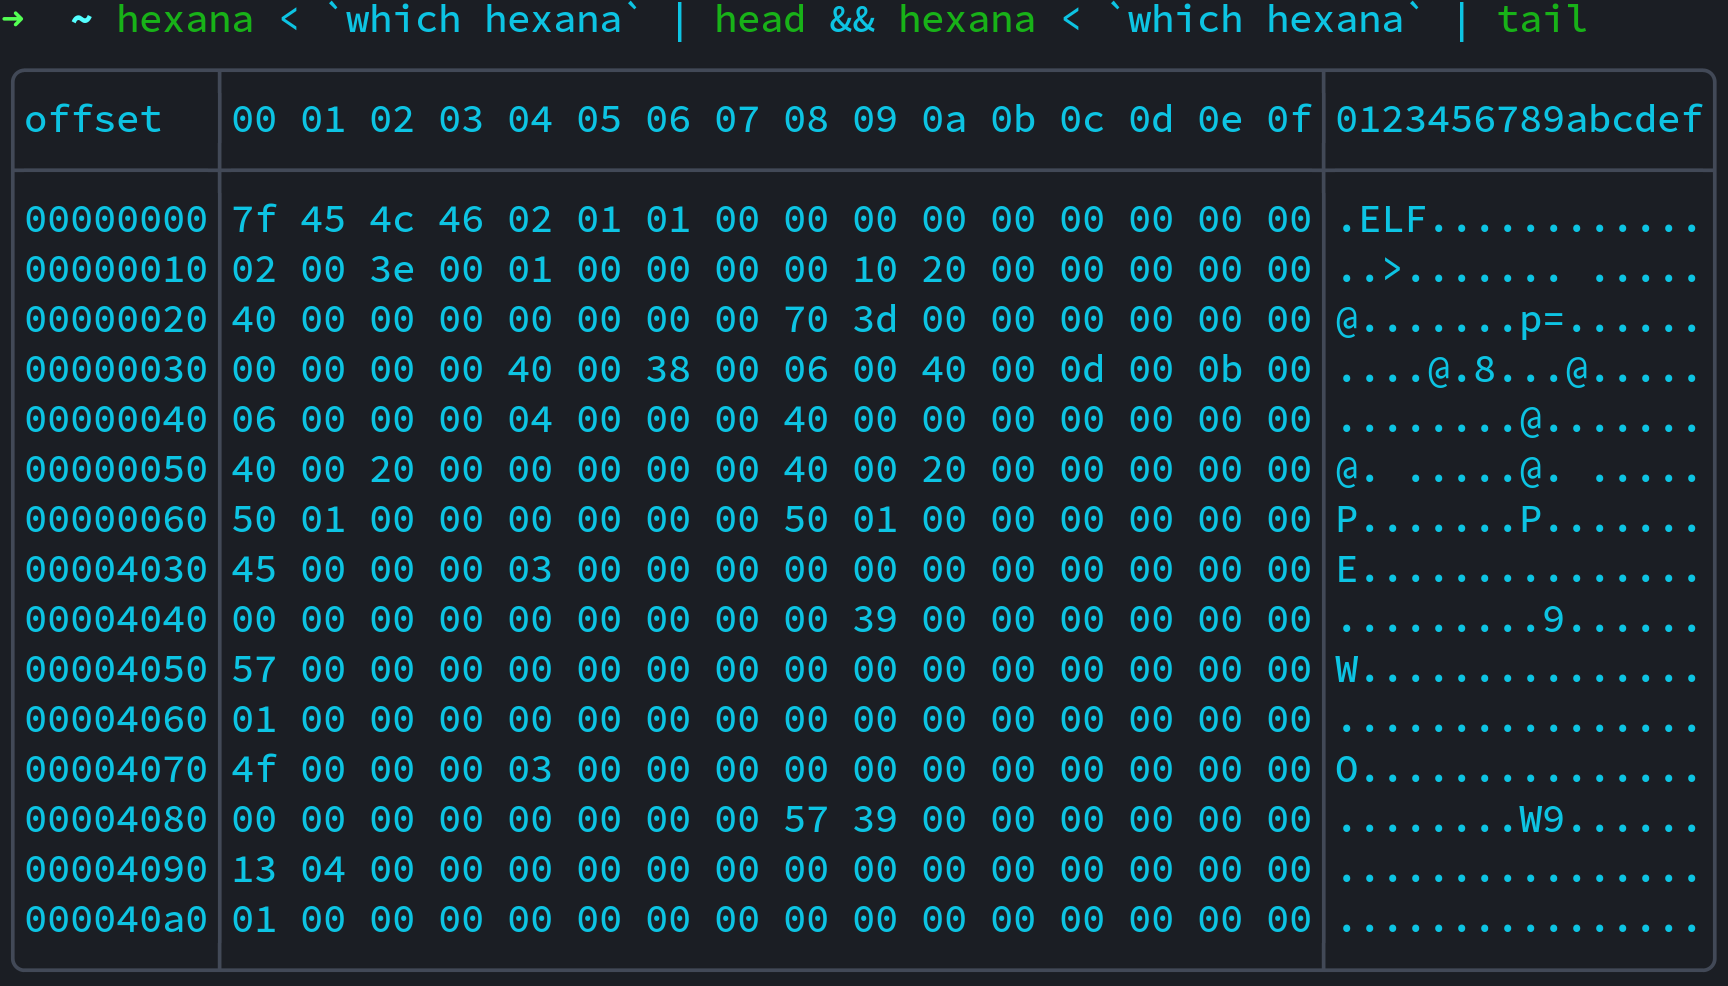 ➜  ~ hexana < `which hexana` | head && hexana < `which hexana` | tail
offset 00 01 02 03 04 05 06 07 08 09 0a 0b 0c 0d 0e 0f 0123456789abcdef
00000000 7f 45 4c 46 02 01 01 00 00 00 00 00 00 00 00 00 .ELF............
00000010 02 00 3e 00 01 00 00 00 00 10 20 00 00 00 00 00 ..>....... .....
00000020 40 00 00 00 00 00 00 00 70 3d 00 00 00 00 00 00 @.......p=......
00000030 00 00 00 00 40 00 38 00 06 00 40 00 0d 00 0b 00 ....@.8...@.....
00000040 06 00 00 00 04 00 00 00 40 00 00 00 00 00 00 00 ........@.......
00000050 40 00 20 00 00 00 00 00 40 00 20 00 00 00 00 00 @. .....@. .....
00000060 50 01 00 00 00 00 00 00 50 01 00 00 00 00 00 00 P.......P.......
00004030 45 00 00 00 03 00 00 00 00 00 00 00 00 00 00 00 E...............
00004040 00 00 00 00 00 00 00 00 00 39 00 00 00 00 00 00 .........9......
00004050 57 00 00 00 00 00 00 00 00 00 00 00 00 00 00 00 W...............
00004060 01 00 00 00 00 00 00 00 00 00 00 00 00 00 00 00 ................
00004070 4f 00 00 00 03 00 00 00 00 00 00 00 00 00 00 00 O...............
00004080 00 00 00 00 00 00 00 00 57 39 00 00 00 00 00 00 ........W9......
00004090 13 04 00 00 00 00 00 00 00 00 00 00 00 00 00 00 ................
000040a0 01 00 00 00 00 00 00 00 00 00 00 00 00 00 00 00 ................